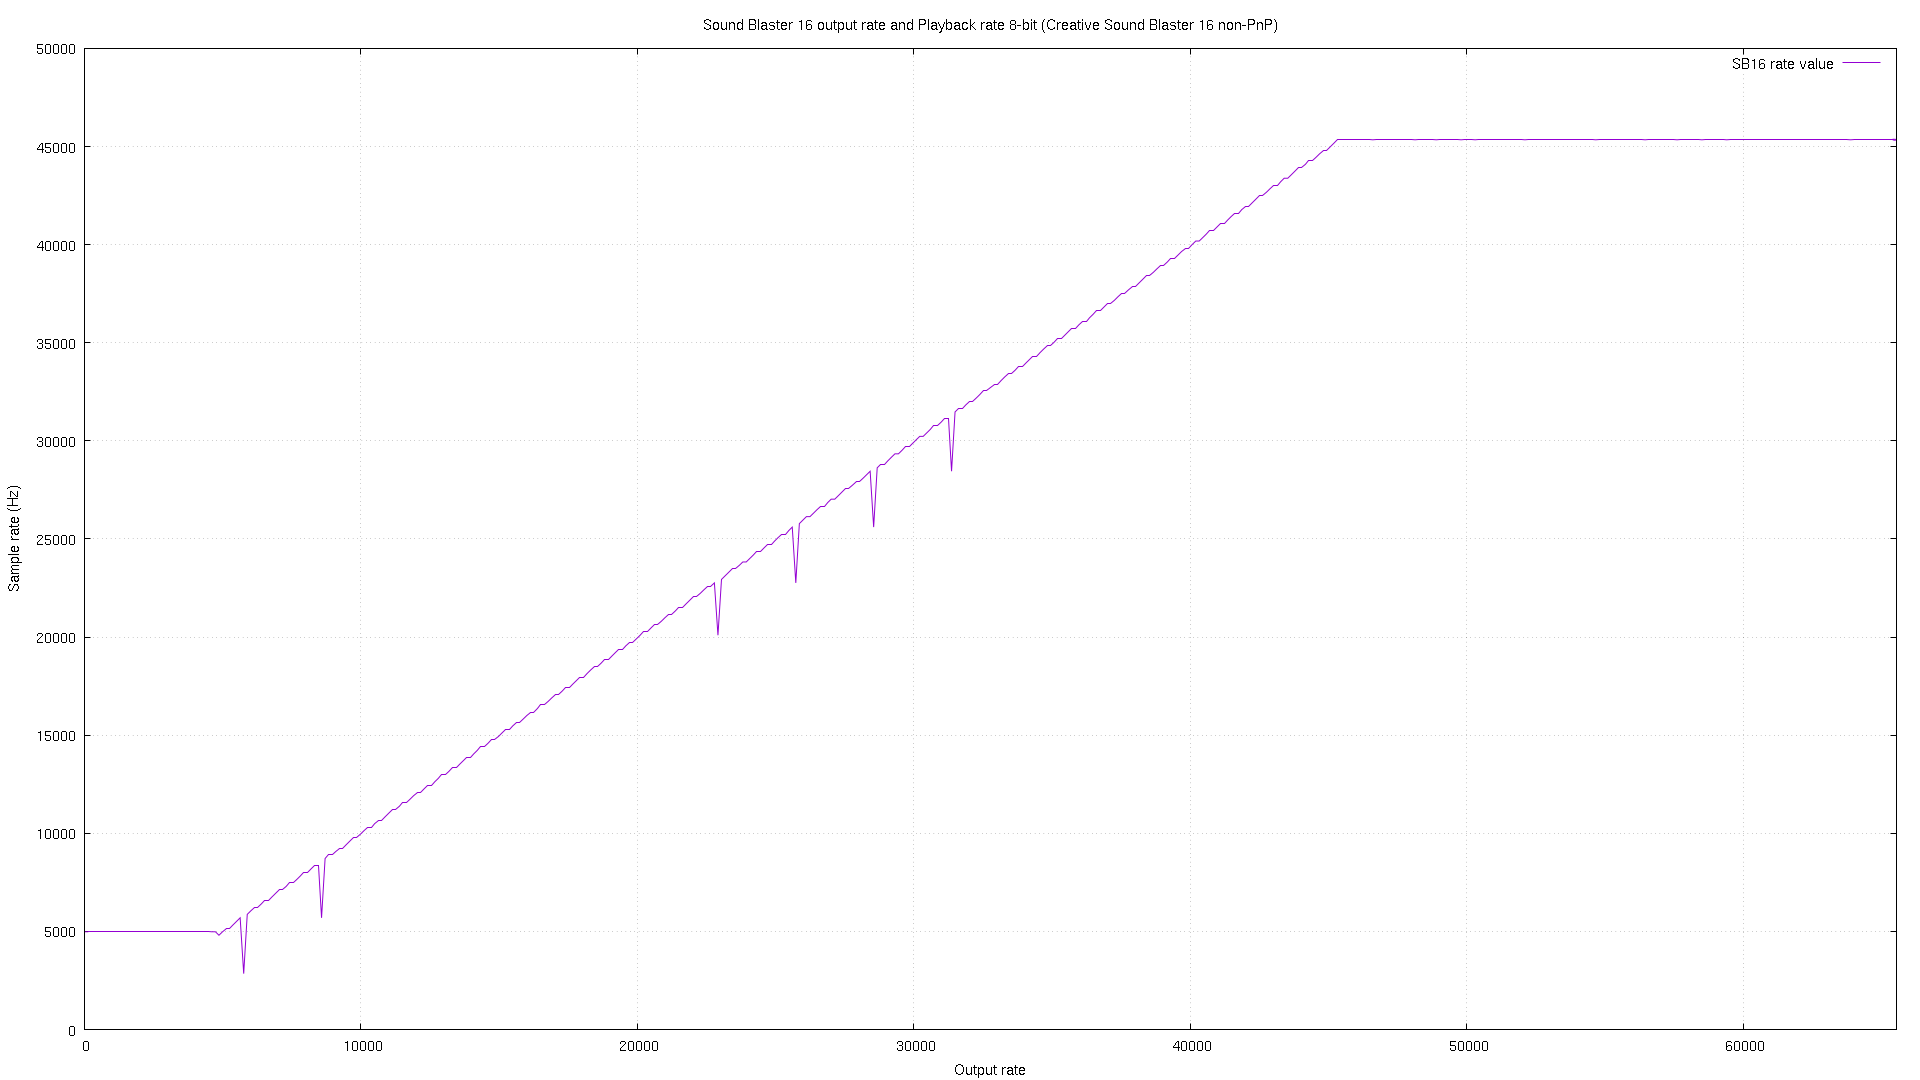 Sound Blaster 16 output rate and Playback rate 8-bit (Creative Sound Blaster 16 non-PnP)
SB16 rate value
50000
45000
40000
35000
30000
25000
20000
15000
10000
5000
0
Sample rate (Hz)
0 10000 20000 30000 40000 50000 60000
Output rate